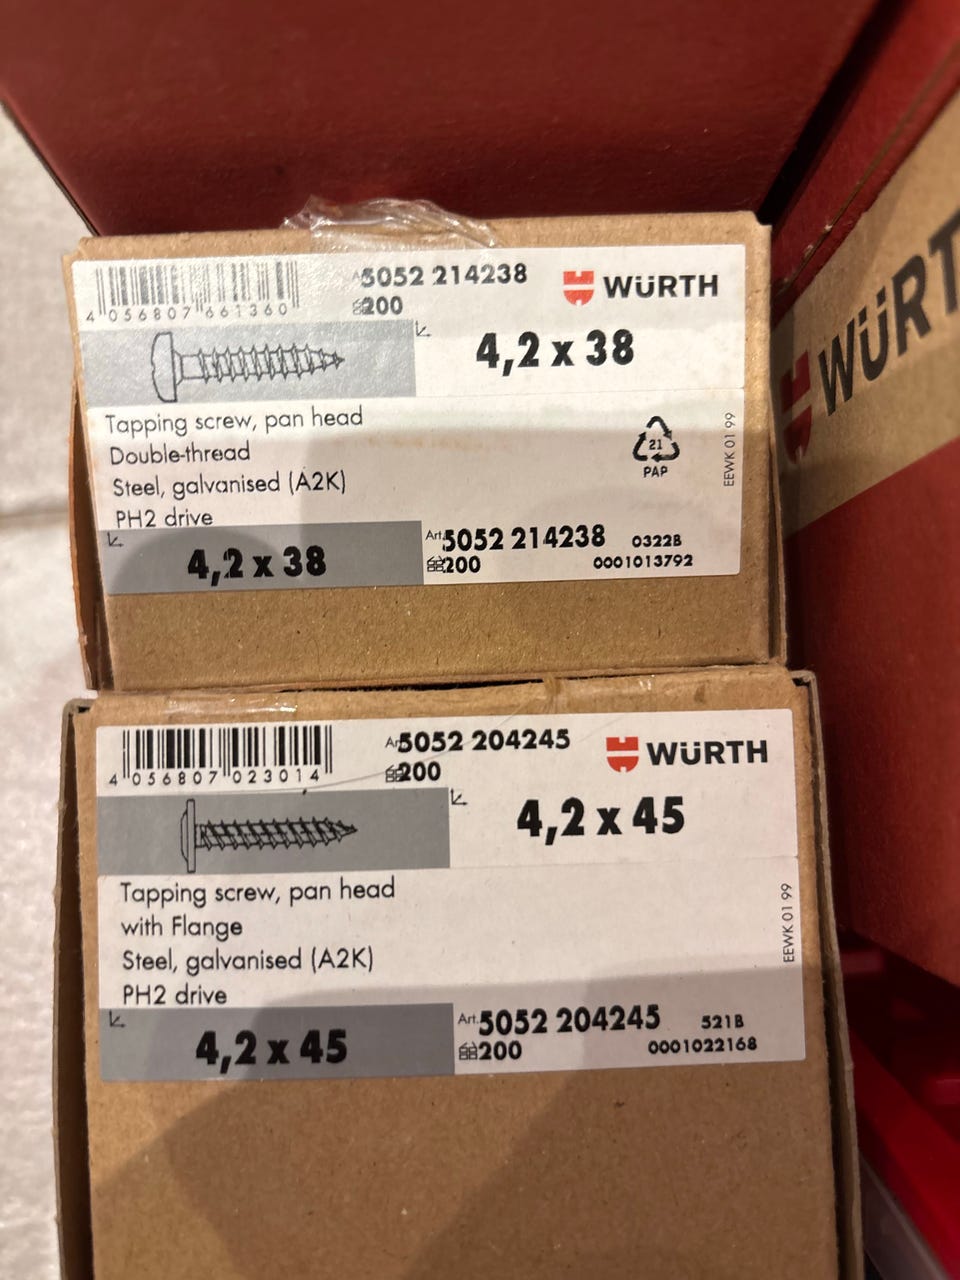 Art. 5052 214238
200
WÜRTH
4 056807 661360
4,2 x 38
Tapping screw, pan head
Double-thread
Steel, galvanised (A2K)
PH2 drive
21
PAP
EEWK 01 99
4,2 x 38
Art. 5052 214238
0322B
200
0001013792
WÜRT
Art. 5052 204245
200
WÜRTH
4 056807 023014
4,2 x 45
Tapping screw, pan head
with Flange
Steel, galvanised (A2K)
PH2 drive
EEWK 01 99
4,2 x 45
Art. 5052 204245
521B
200
0001022168